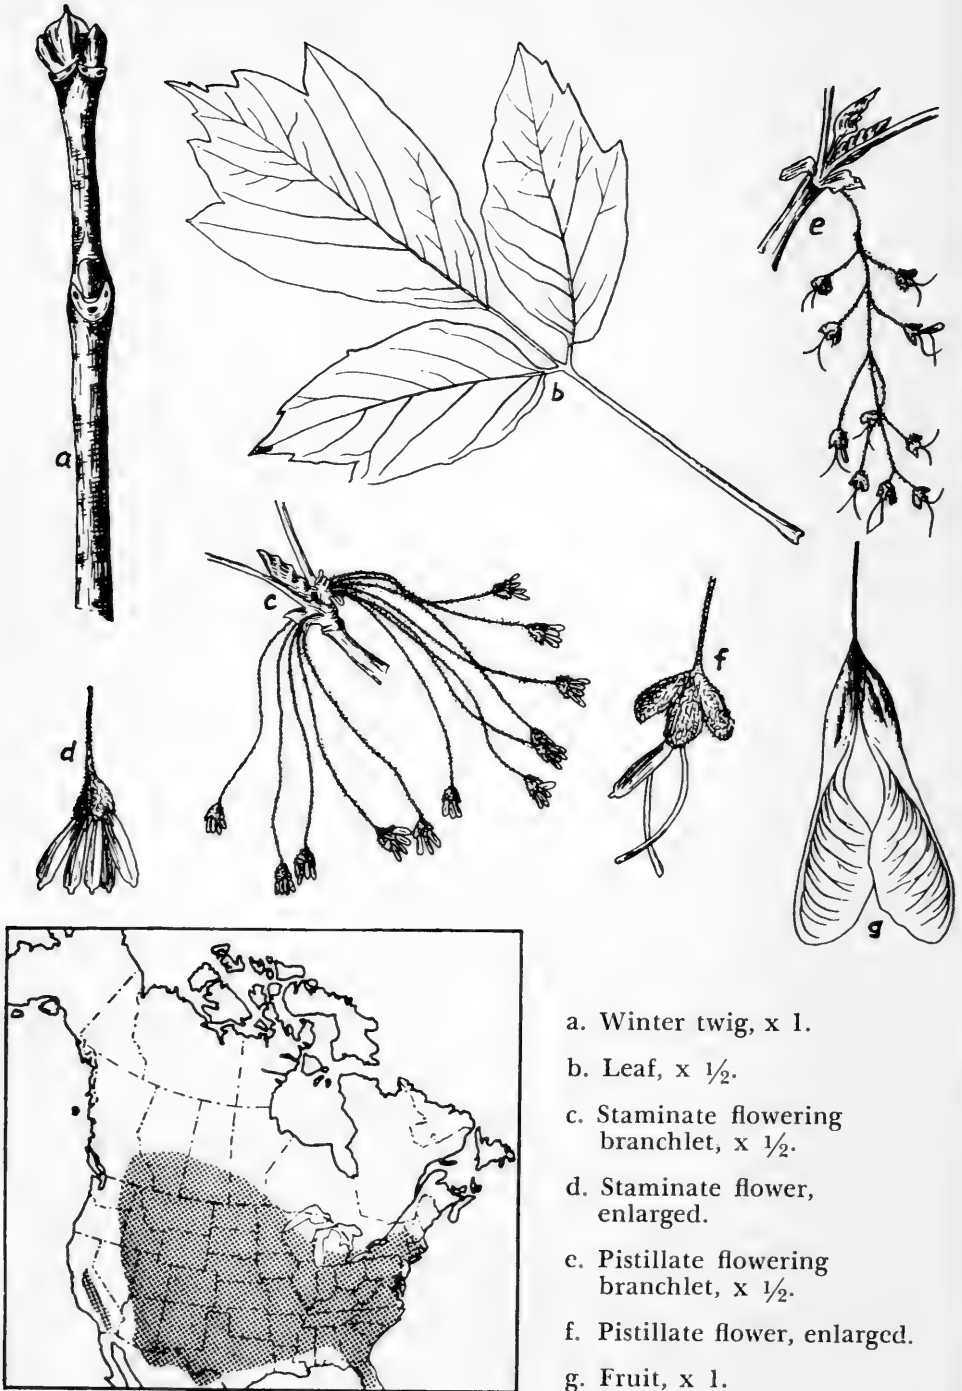 a
b
c
d
e
f
g
a. Winter twig, x 1.
b. Leaf, x ½.
c. Staminate flowering
branchlet, x ½.
d. Staminate flower,
enlarged.
e. Pistillate flowering
branchlet, x ½.
f. Pistillate flower, enlarged.
g. Fruit, x 1.